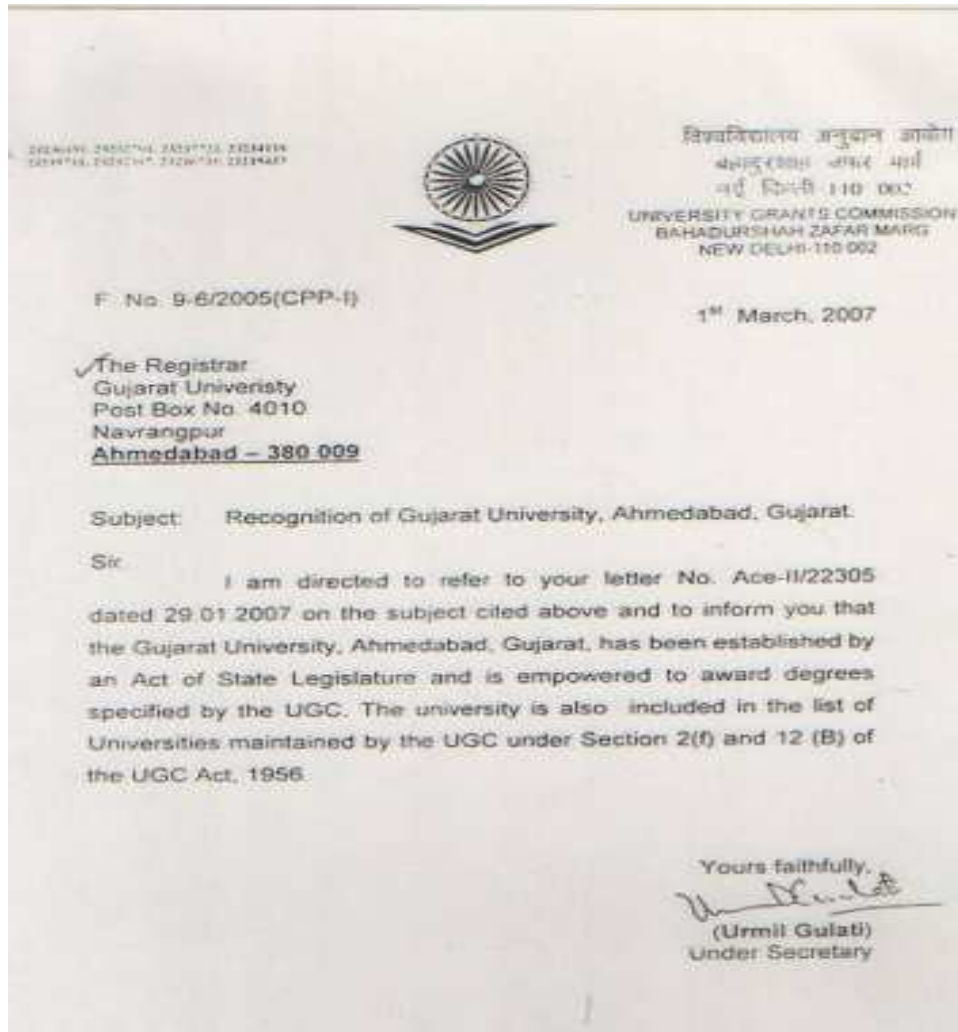 विश्वविद्यालय अनुदान आयोग
बहादुरशाह जफर मार्ग
नई दिल्ली 110 002
UNIVERSITY GRANTS COMMISSION
BAHADURSHAH ZAFAR MARG
NEW DELHI-110 002
F No. 9-6/2005(CPP-I)
1st March, 2007
The Registrar
Gujarat Univeristy
Post Box No. 4010
Navrangpur
Ahmedabad – 380 009
Subject: Recognition of Gujarat University, Ahmedabad, Gujarat.
Sir
I am directed to refer to your letter No. Ace-II/22305
dated 29.01.2007 on the subject cited above and to inform you that
the Gujarat University, Ahmedabad, Gujarat, has been established by
an Act of State Legislature and is empowered to award degrees
specified by the UGC. The university is also included in the list of
Universities maintained by the UGC under Section 2(f) and 12 (B) of
the UGC Act, 1956
Yours faithfully,
(Urmil Gulati)
Under Secretary